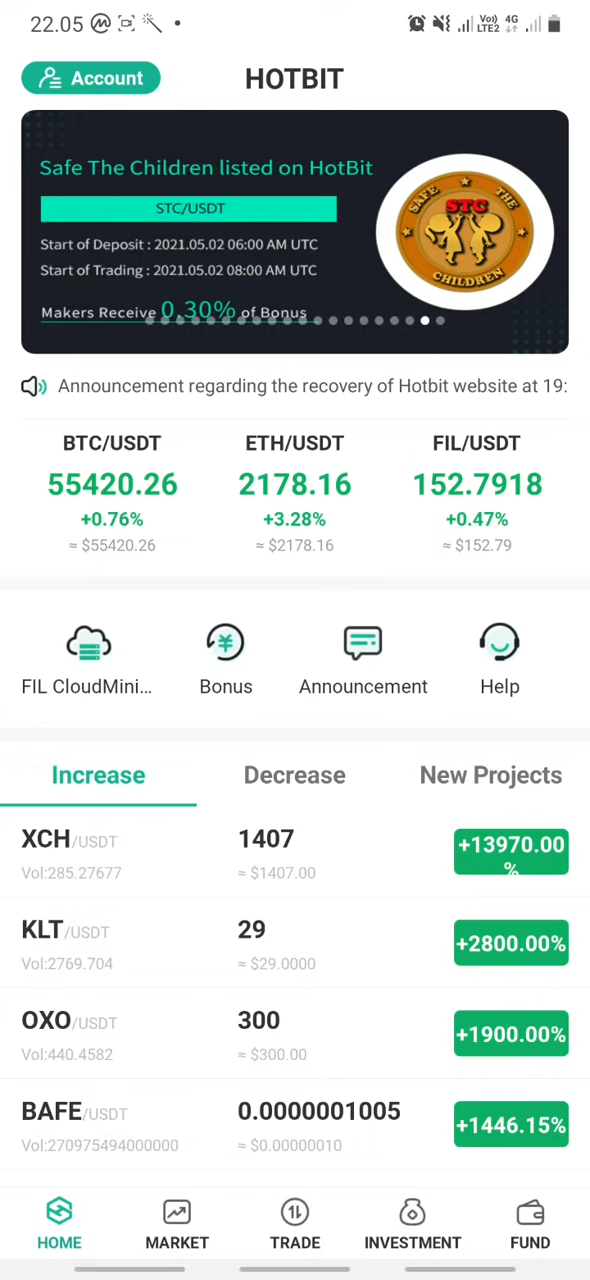 22.05
Vo)) 4G
LTE2
Account
HOTBIT
Safe The Children listed on HotBit
STC/USDT
Start of Deposit : 2021.05.02 06:00 AM UTC
Start of Trading : 2021.05.02 08:00 AM UTC
Makers Receive 0.30% of Bonus
SAFE THE
STC
CHILDREN
Announcement regarding the recovery of Hotbit website at 19:
BTC/USDT ETH/USDT FIL/USDT
55420.26 2178.16 152.7918
+0.76% +3.28% +0.47%
≈ $55420.26 ≈ $2178.16 ≈ $152.79
FIL CloudMini... Bonus Announcement Help
Increase Decrease New Projects
XCH/USDT 1407 +13970.00
%
Vol:285.27677 ≈ $1407.00
KLT/USDT 29 +2800.00%
Vol:2769.704 ≈ $29.0000
OXO/USDT 300 +1900.00%
Vol:440.4582 ≈ $300.00
BAFE/USDT 0.0000001005 +1446.15%
Vol:270975494000000 ≈ $0.00000010
HOME MARKET TRADE INVESTMENT FUND